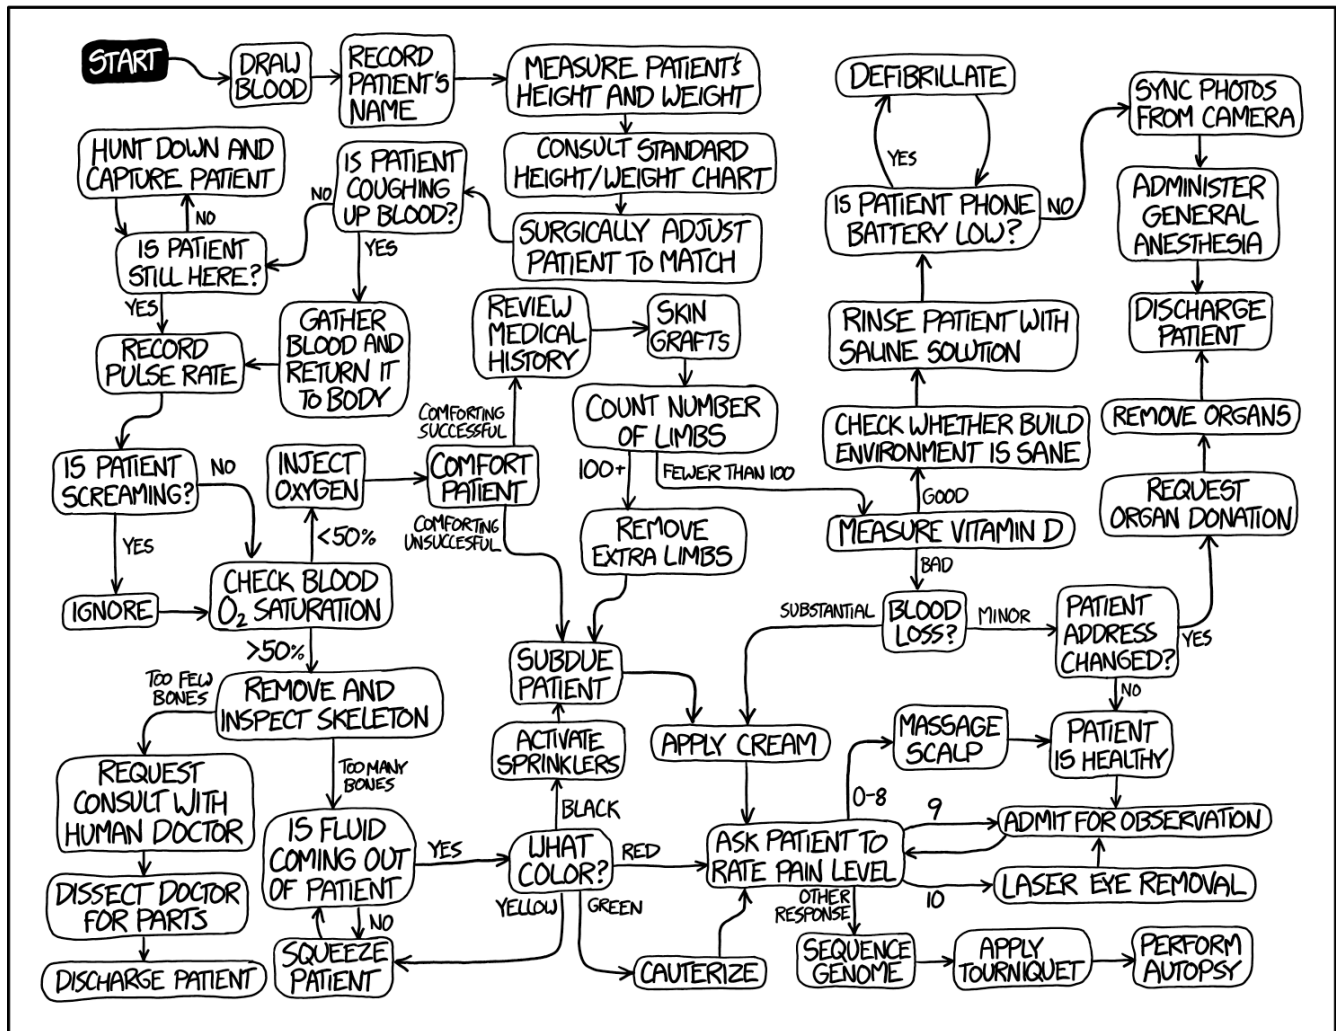 START
DRAW
BLOOD
RECORD
PATIENT'S
NAME
MEASURE PATIENT'S
HEIGHT AND WEIGHT
CONSULT STANDARD
HEIGHT/WEIGHT CHART
SURGICALLY ADJUST
PATIENT TO MATCH
IS PATIENT
COUGHING
UP BLOOD?
NO
YES
HUNT DOWN AND
CAPTURE PATIENT
NO
IS PATIENT
STILL HERE?
YES
GATHER
BLOOD AND
RETURN IT
TO BODY
RECORD
PULSE RATE
IS PATIENT
SCREAMING?
NO
YES
IGNORE
CHECK BLOOD
O₂ SATURATION
<50%
INJECT
OXYGEN
COMFORT
PATIENT
COMFORTING
SUCCESSFUL
COMFORTING
UNSUCCESFUL
REVIEW
MEDICAL
HISTORY
SKIN
GRAFTS
COUNT NUMBER
OF LIMBS
100+
FEWER THAN 100
REMOVE
EXTRA LIMBS
>50%
REMOVE AND
INSPECT SKELETON
TOO FEW
BONES
REQUEST
CONSULT WITH
HUMAN DOCTOR
DISSECT DOCTOR
FOR PARTS
DISCHARGE PATIENT
TOO MANY
BONES
IS FLUID
COMING OUT
OF PATIENT
NO
SQUEEZE
PATIENT
YES
WHAT
COLOR?
BLACK
RED
YELLOW
GREEN
ACTIVATE
SPRINKLERS
SUBDUE
PATIENT
CAUTERIZE
APPLY CREAM
ASK PATIENT TO
RATE PAIN LEVEL
0-8
9
10
OTHER
RESPONSE
MASSAGE
SCALP
PATIENT
IS HEALTHY
ADMIT FOR OBSERVATION
LASER EYE REMOVAL
SEQUENCE
GENOME
APPLY
TOURNIQUET
PERFORM
AUTOPSY
MEASURE VITAMIN D
GOOD
BAD
BLOOD
LOSS?
SUBSTANTIAL
MINOR
PATIENT
ADDRESS
CHANGED?
YES
NO
CHECK WHETHER BUILD
ENVIRONMENT IS SANE
RINSE PATIENT WITH
SALINE SOLUTION
IS PATIENT PHONE
BATTERY LOW?
YES
NO
DEFIBRILLATE
SYNC PHOTOS
FROM CAMERA
ADMINISTER
GENERAL
ANESTHESIA
DISCHARGE
PATIENT
REMOVE ORGANS
REQUEST
ORGAN DONATION